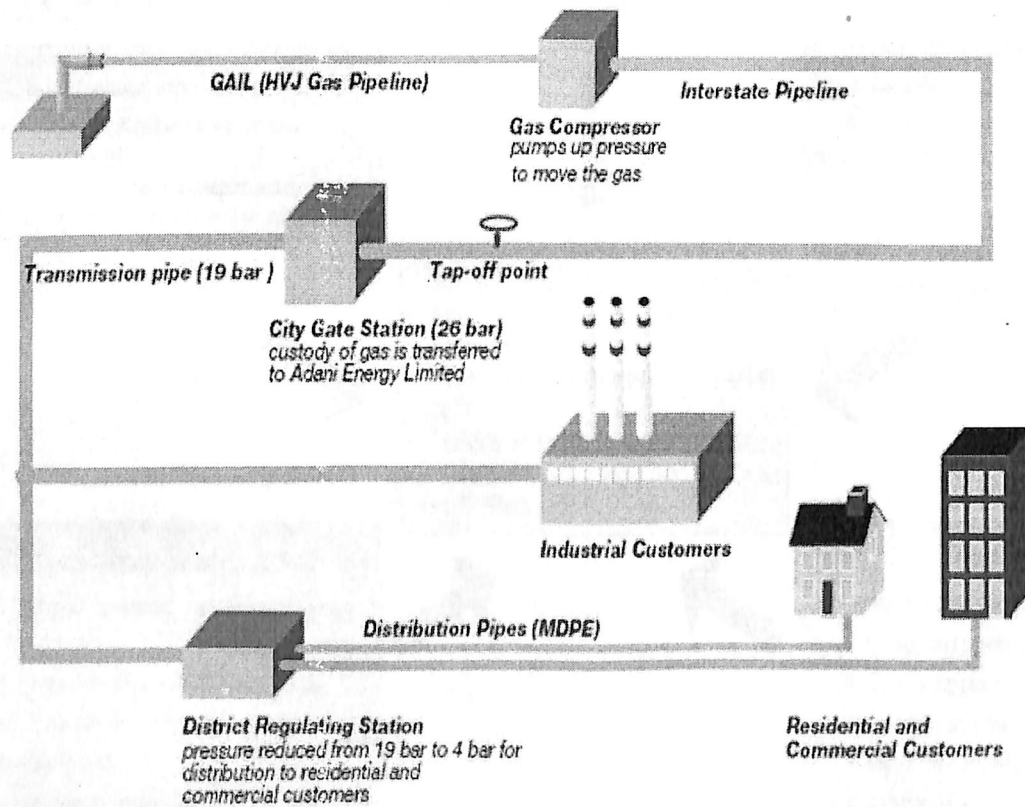 GAIL (HVJ Gas Pipeline)
Interstate Pipeline
Gas Compressor
pumps up pressure
to move the gas
Transmission pipe (19 bar )
Tap-off point
City Gate Station (26 bar)
custody of gas is transferred
to Adani Energy Limited
Industrial Customers
Distribution Pipes (MDPE)
District Regulating Station
pressure reduced from 19 bar to 4 bar for
distribution to residential and
commercial customers
Residential and
Commercial Customers